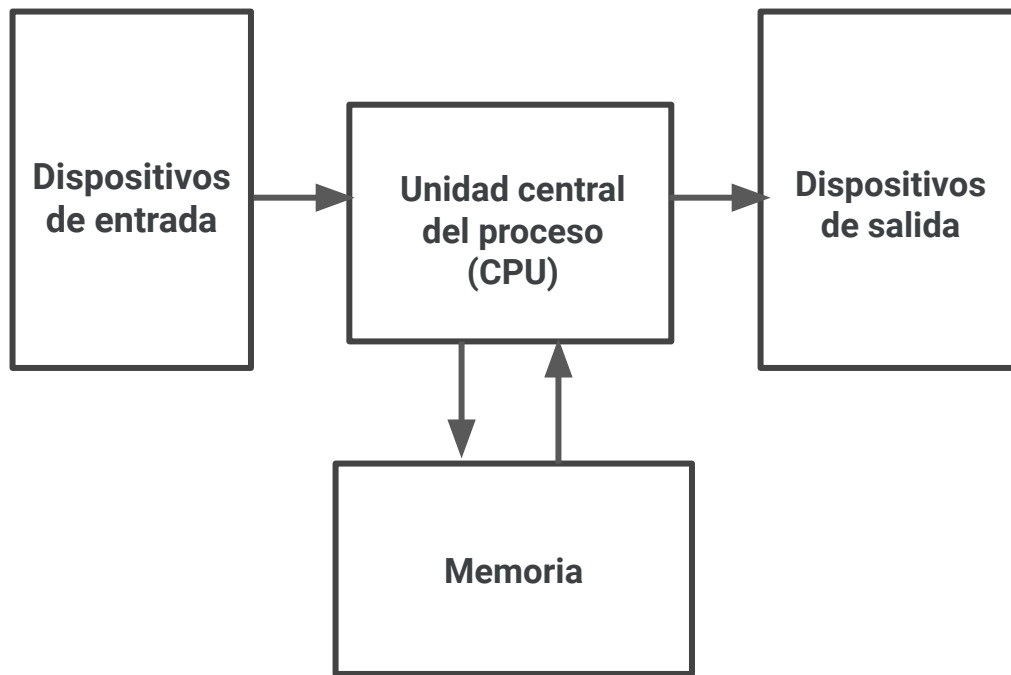 Dispositivos
de entrada
Unidad central
del proceso
(CPU)
Dispositivos
de salida
Memoria